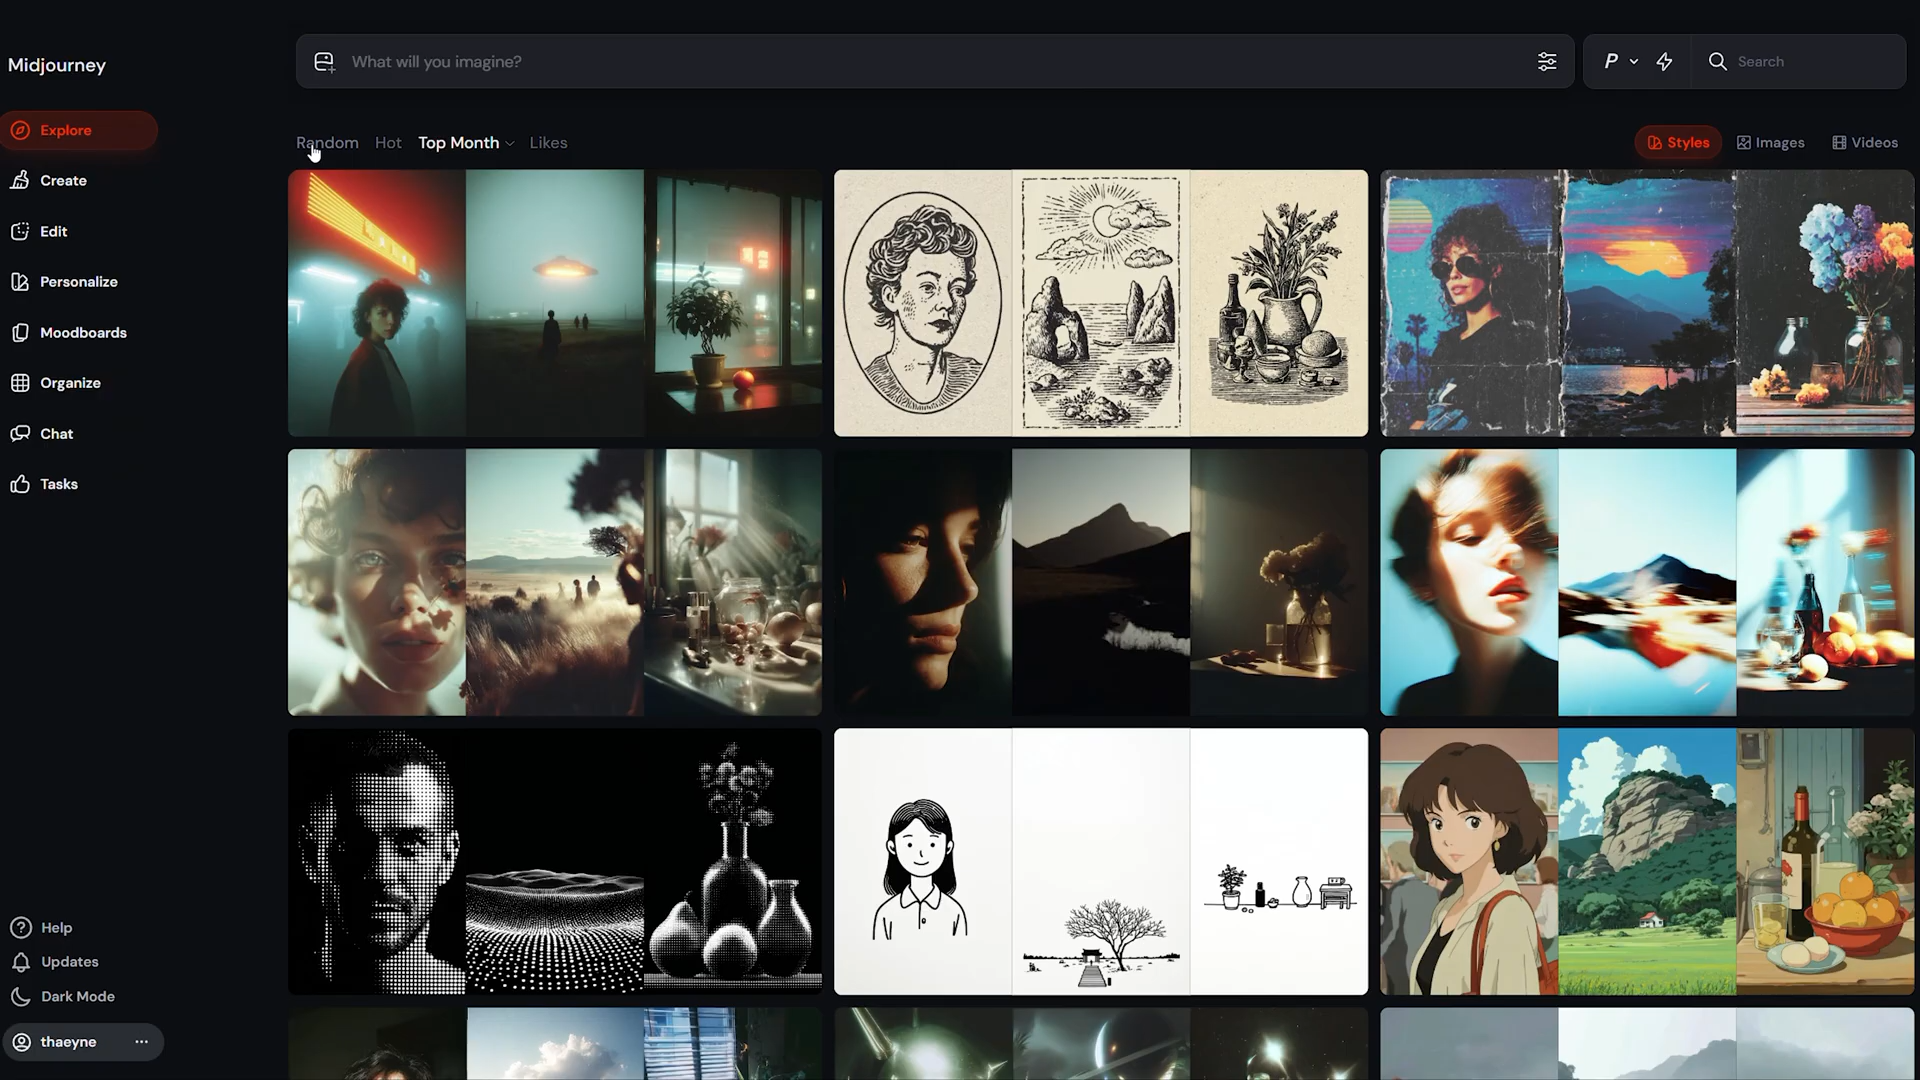 Midjourney
What will you imagine?
P
Search
Explore
Create
Edit
Personalize
Moodboards
Organize
Chat
Tasks
Random Hot Top Month Likes
Styles Images Videos
Help
Updates
Dark Mode
thaeyne